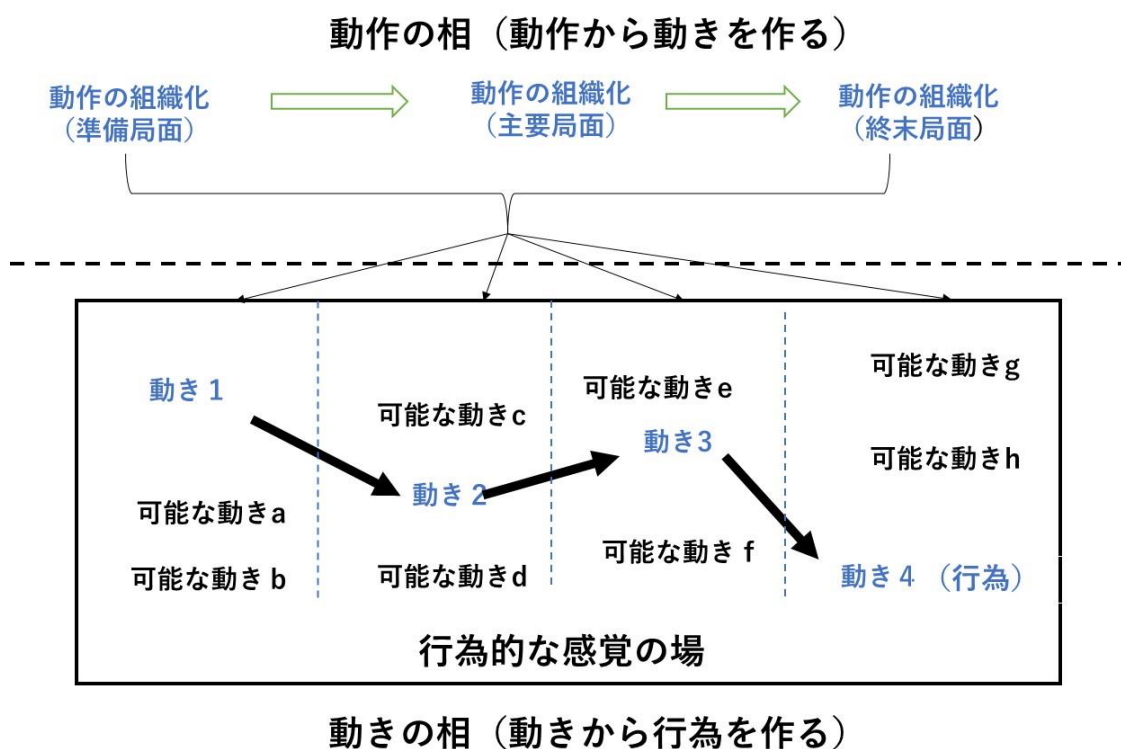 動作の相（動作から動きを作る）
動作の組織化
（準備局面）
動作の組織化
（主要局面）
動作の組織化
（終末局面）
動き１
可能な動きa
可能な動きｂ
可能な動きc
動き２
可能な動きd
可能な動きe
動き3
可能な動きｆ
可能な動きg
可能な動きh
動き４（行為）
行為的な感覚の場
動きの相（動きから行為を作る）